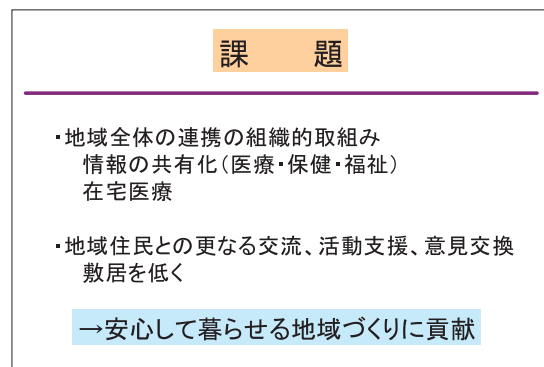 課　　題
・地域全体の連携の組織的取組み
情報の共有化（医療・保健・福祉）
在宅医療
・地域住民との更なる交流、活動支援、意見交換
敷居を低く
→安心して暮らせる地域づくりに貢献